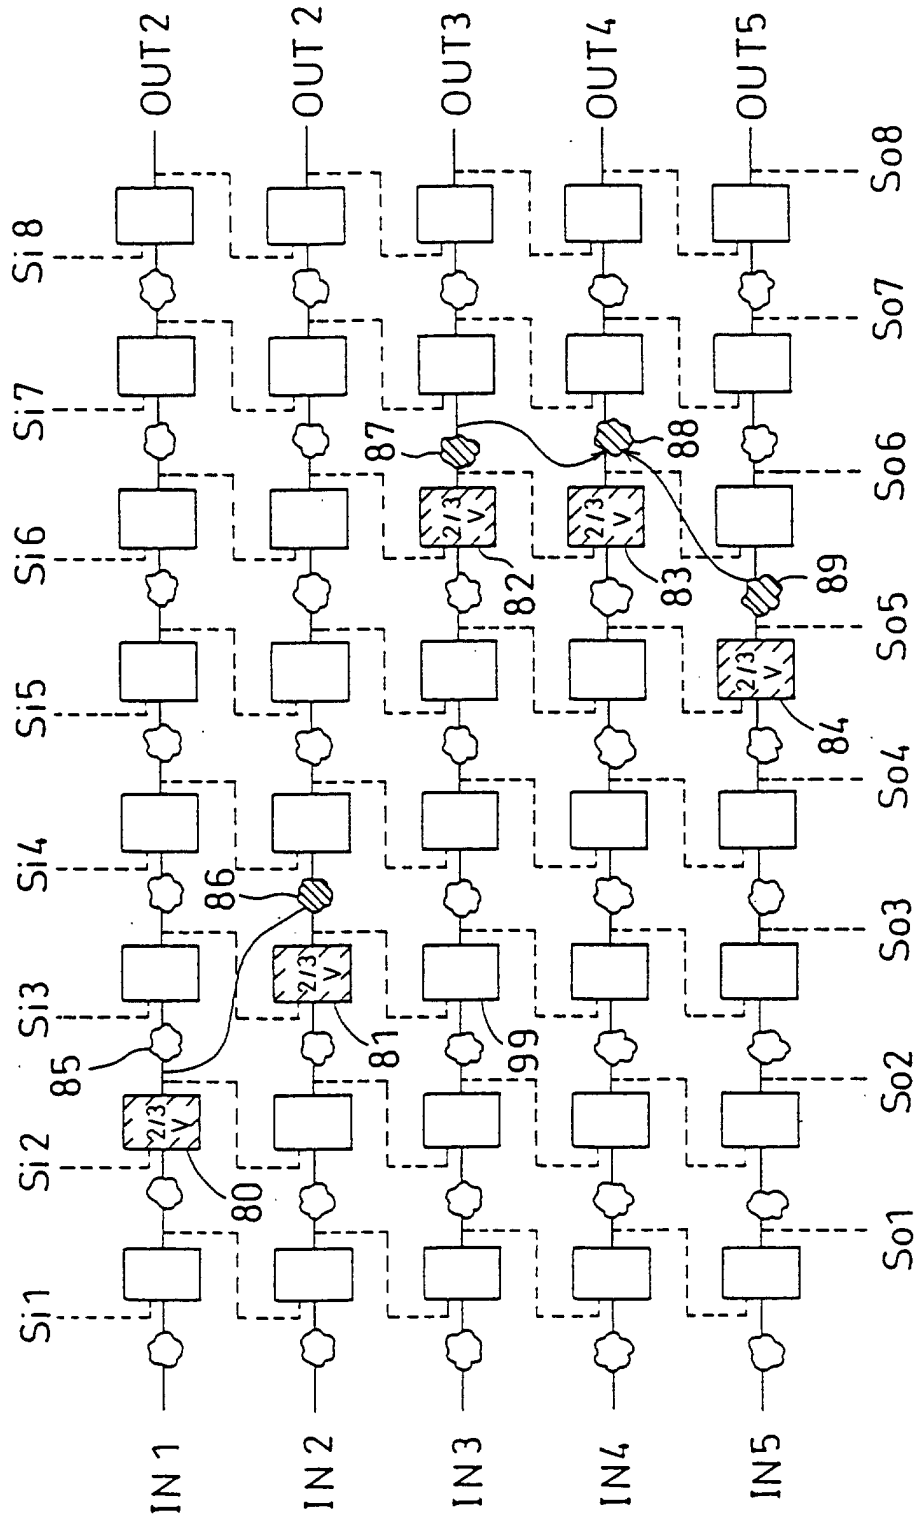 Si1 Si2 Si3 Si4 Si5 Si6 Si7 Si8
IN1
80
2/3 V
85
OUT2
IN2
81
2/3 V
86
OUT2
IN3
99
82
2/3 V
87
OUT3
IN4
83
2/3 V
88
OUT4
IN5
84
2/3 V
89
OUT5
So1 So2 So3 So4 So5 So6 So7 So8